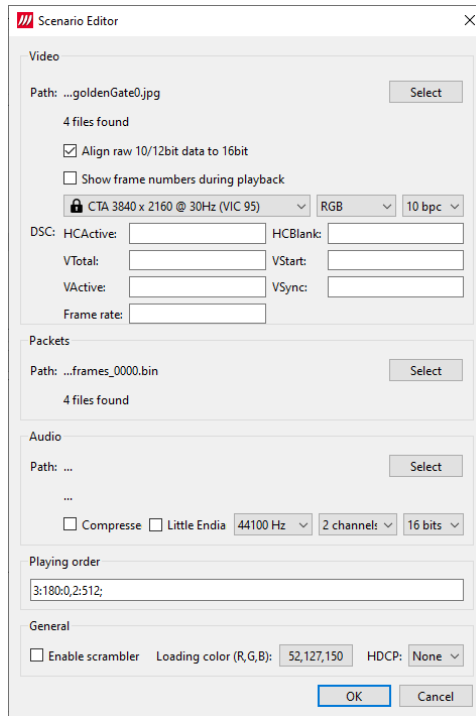 Scenario Editor
Video
Path: ...goldenGate0.jpg Select
4 files found
Align raw 10/12bit data to 16bit
Show frame numbers during playback
CTA 3840 x 2160 @ 30Hz (VIC 95) RGB 10 bpc
DSC: HCActive: HCBlank:
VTotal: VStart:
VActive: VSync:
Frame rate:
Packets
Path: ...frames_0000.bin Select
4 files found
Audio
Path: ... Select
...
Compresse Little Endia 44100 Hz 2 channels 16 bits
Playing order
3:180:0,2:512;
General
Enable scrambler Loading color (R,G,B): 52,127,150 HDCP: None
OK Cancel